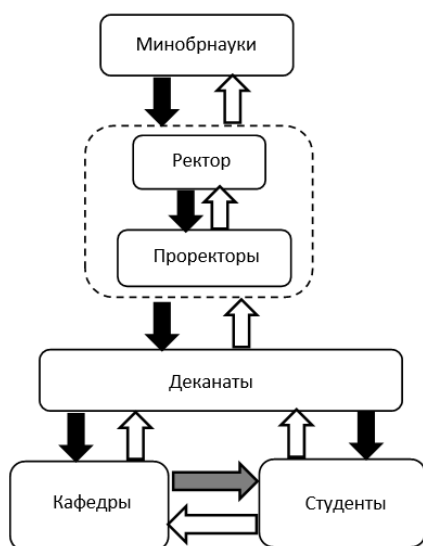 Минобрнауки
Ректор
Проректоры
Деканаты
Кафедры
Студенты